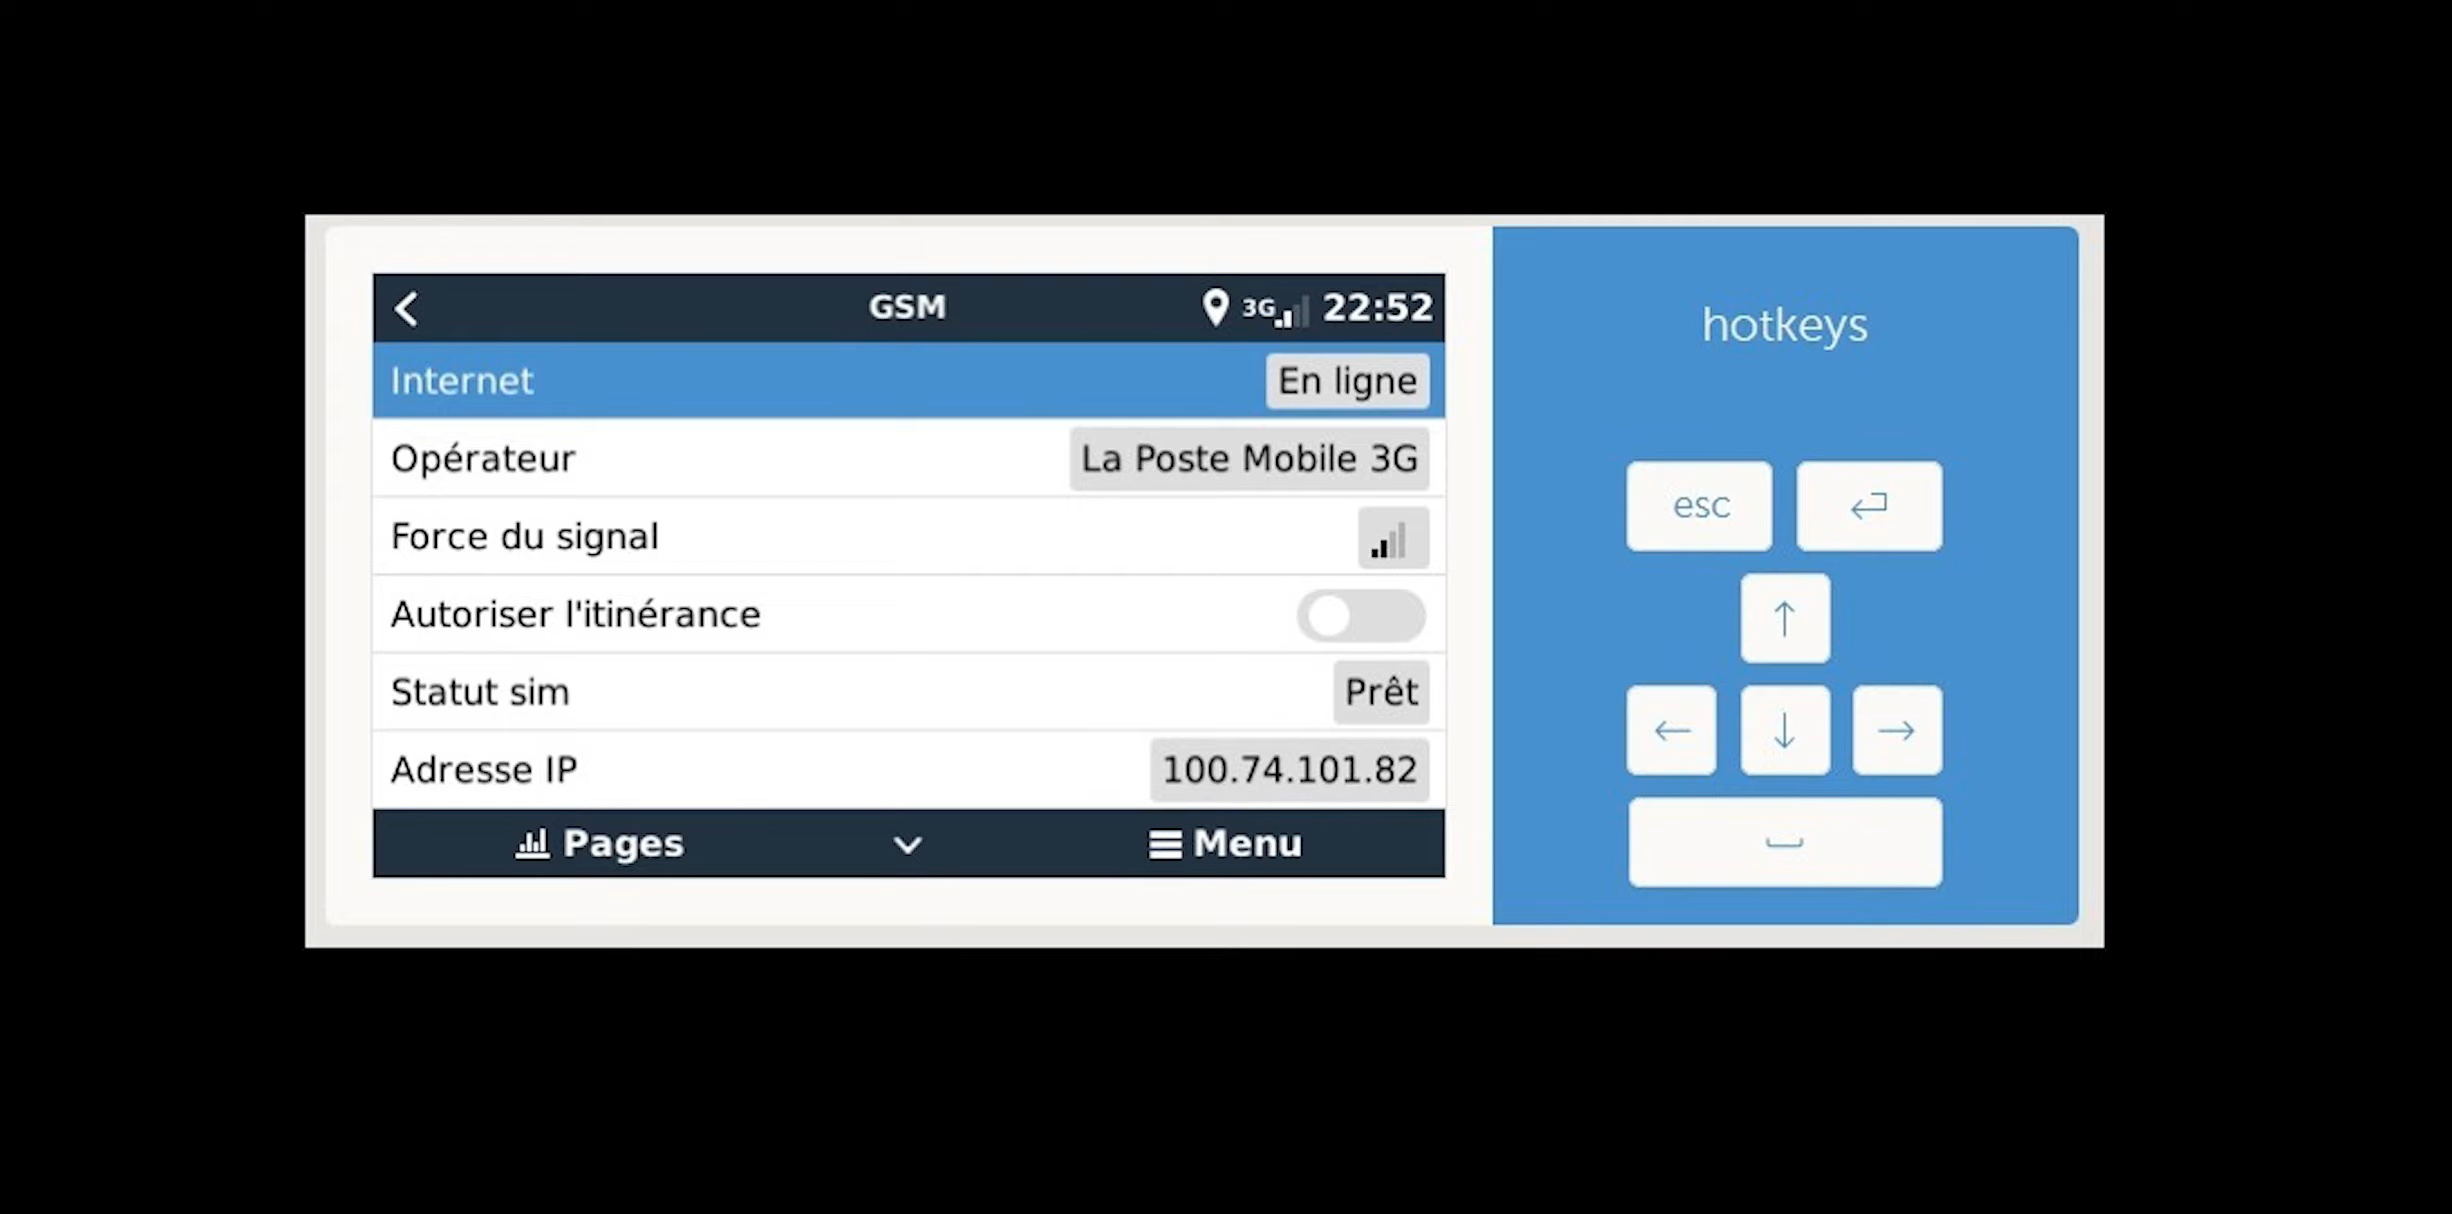 GSM
3G 22:52
Internet En ligne
Opérateur La Poste Mobile 3G
Force du signal
Autoriser l'itinérance
Statut sim Prêt
Adresse IP 100.74.101.82
Pages Menu
hotkeys
esc